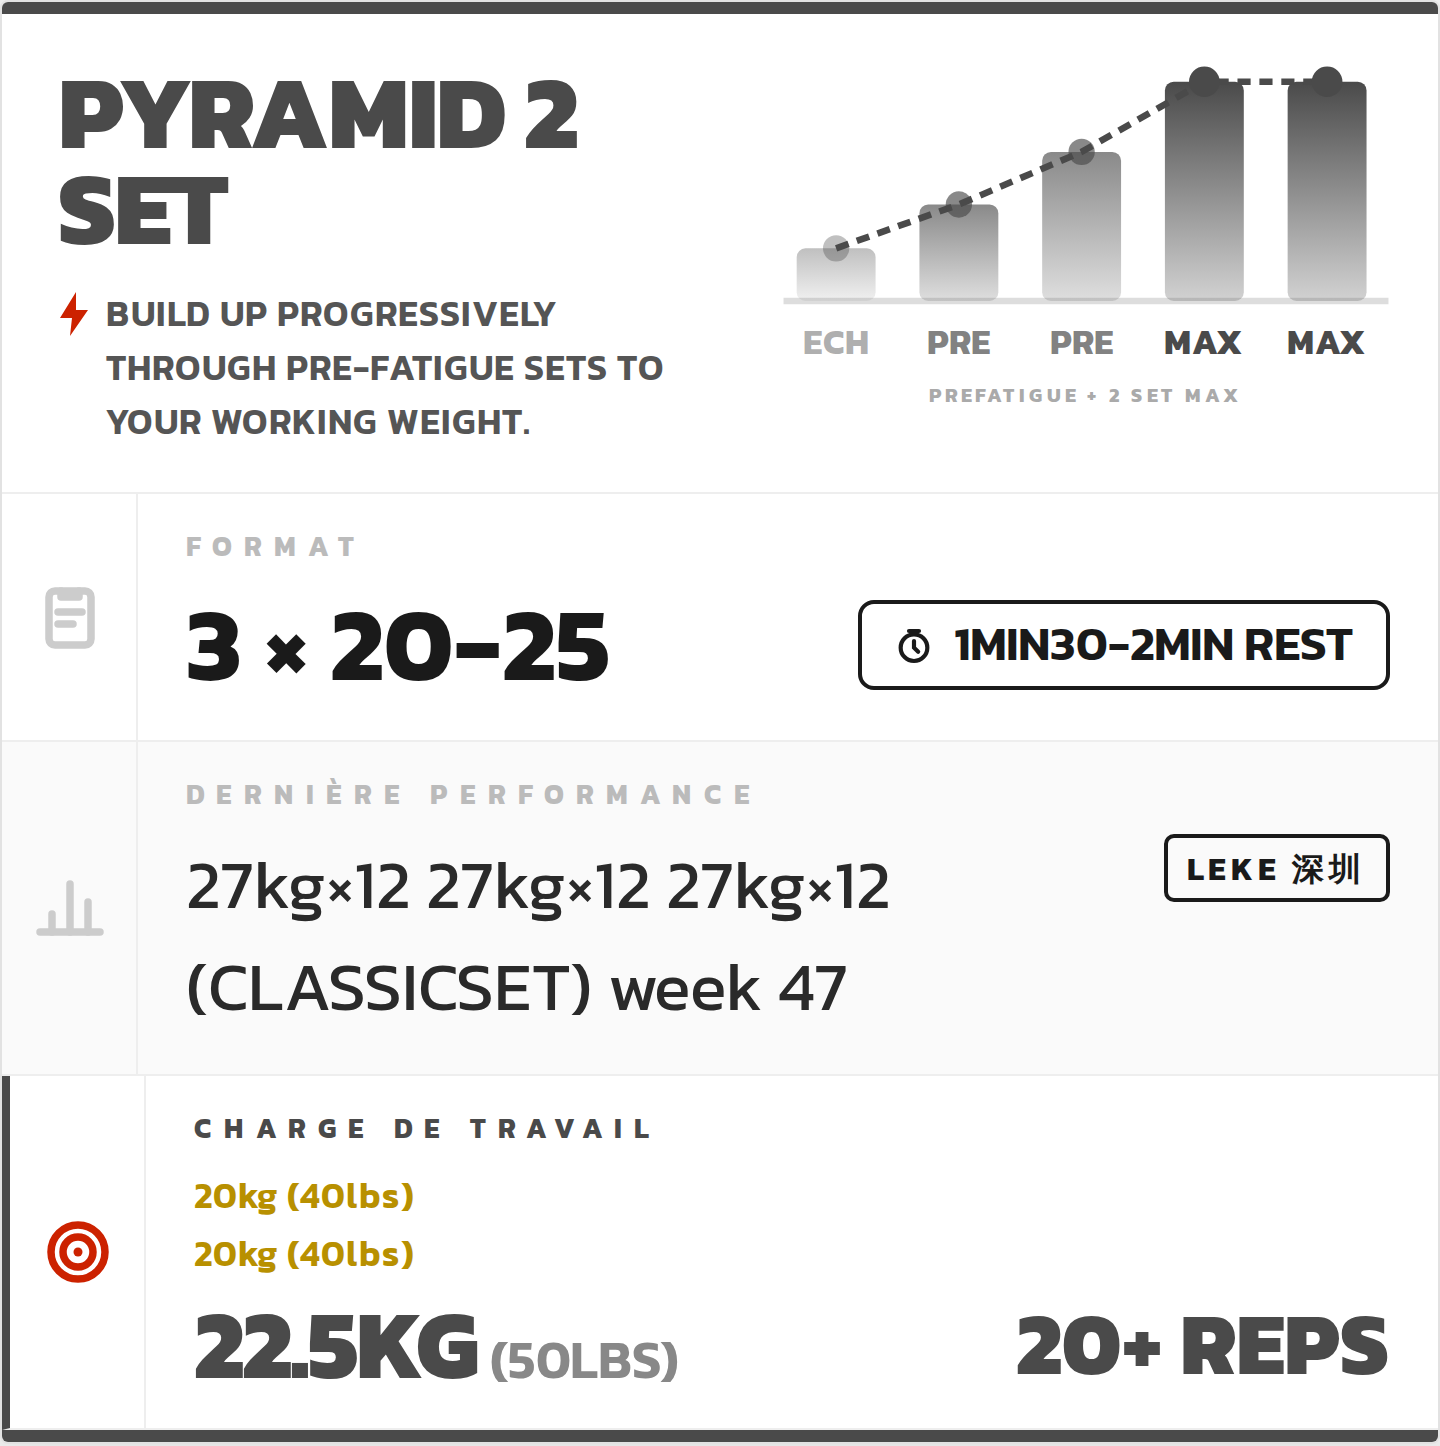 PYRAMID 2
SET
BUILD UP PROGRESSIVELY
THROUGH PRE-FATIGUE SETS TO
YOUR WORKING WEIGHT.
ECH PRE PRE MAX MAX
PREFATIGUE + 2 SET MAX
FORMAT
3 × 20–25
1MIN30–2MIN REST
DERNIÈRE PERFORMANCE
27kg×12 27kg×12 27kg×12
(CLASSICSET) week 47
LEKE 深圳
CHARGE DE TRAVAIL
20kg (40lbs)
20kg (40lbs)
22.5KG (50LBS)
20+ REPS